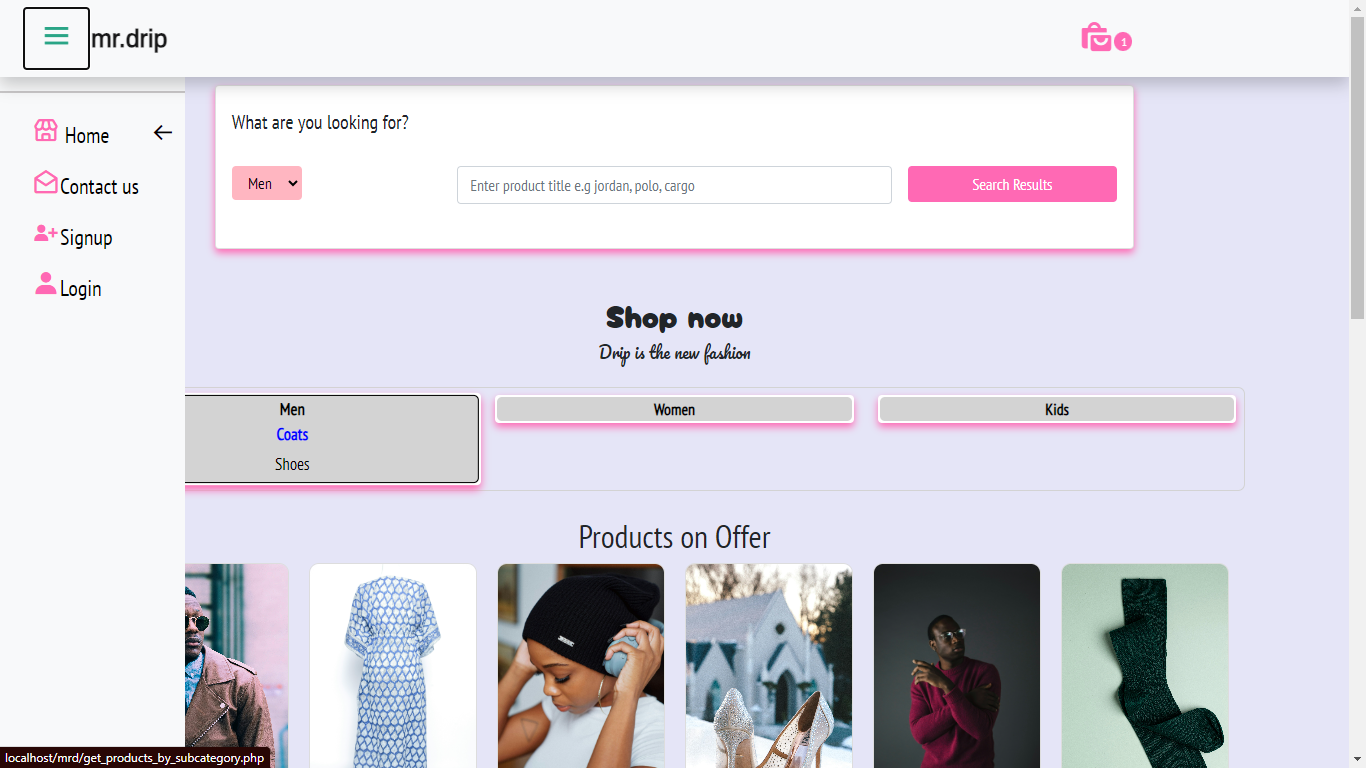 mr.drip
1
Home
Contact us
Signup
Login
What are you looking for?
Men
Enter product title e.g jordan, polo, cargo
Search Results
Shop now
Drip is the new fashion
Men
Women
Kids
Coats
Shoes
Products on Offer
localhost/mrd/get_products_by_subcategory.php